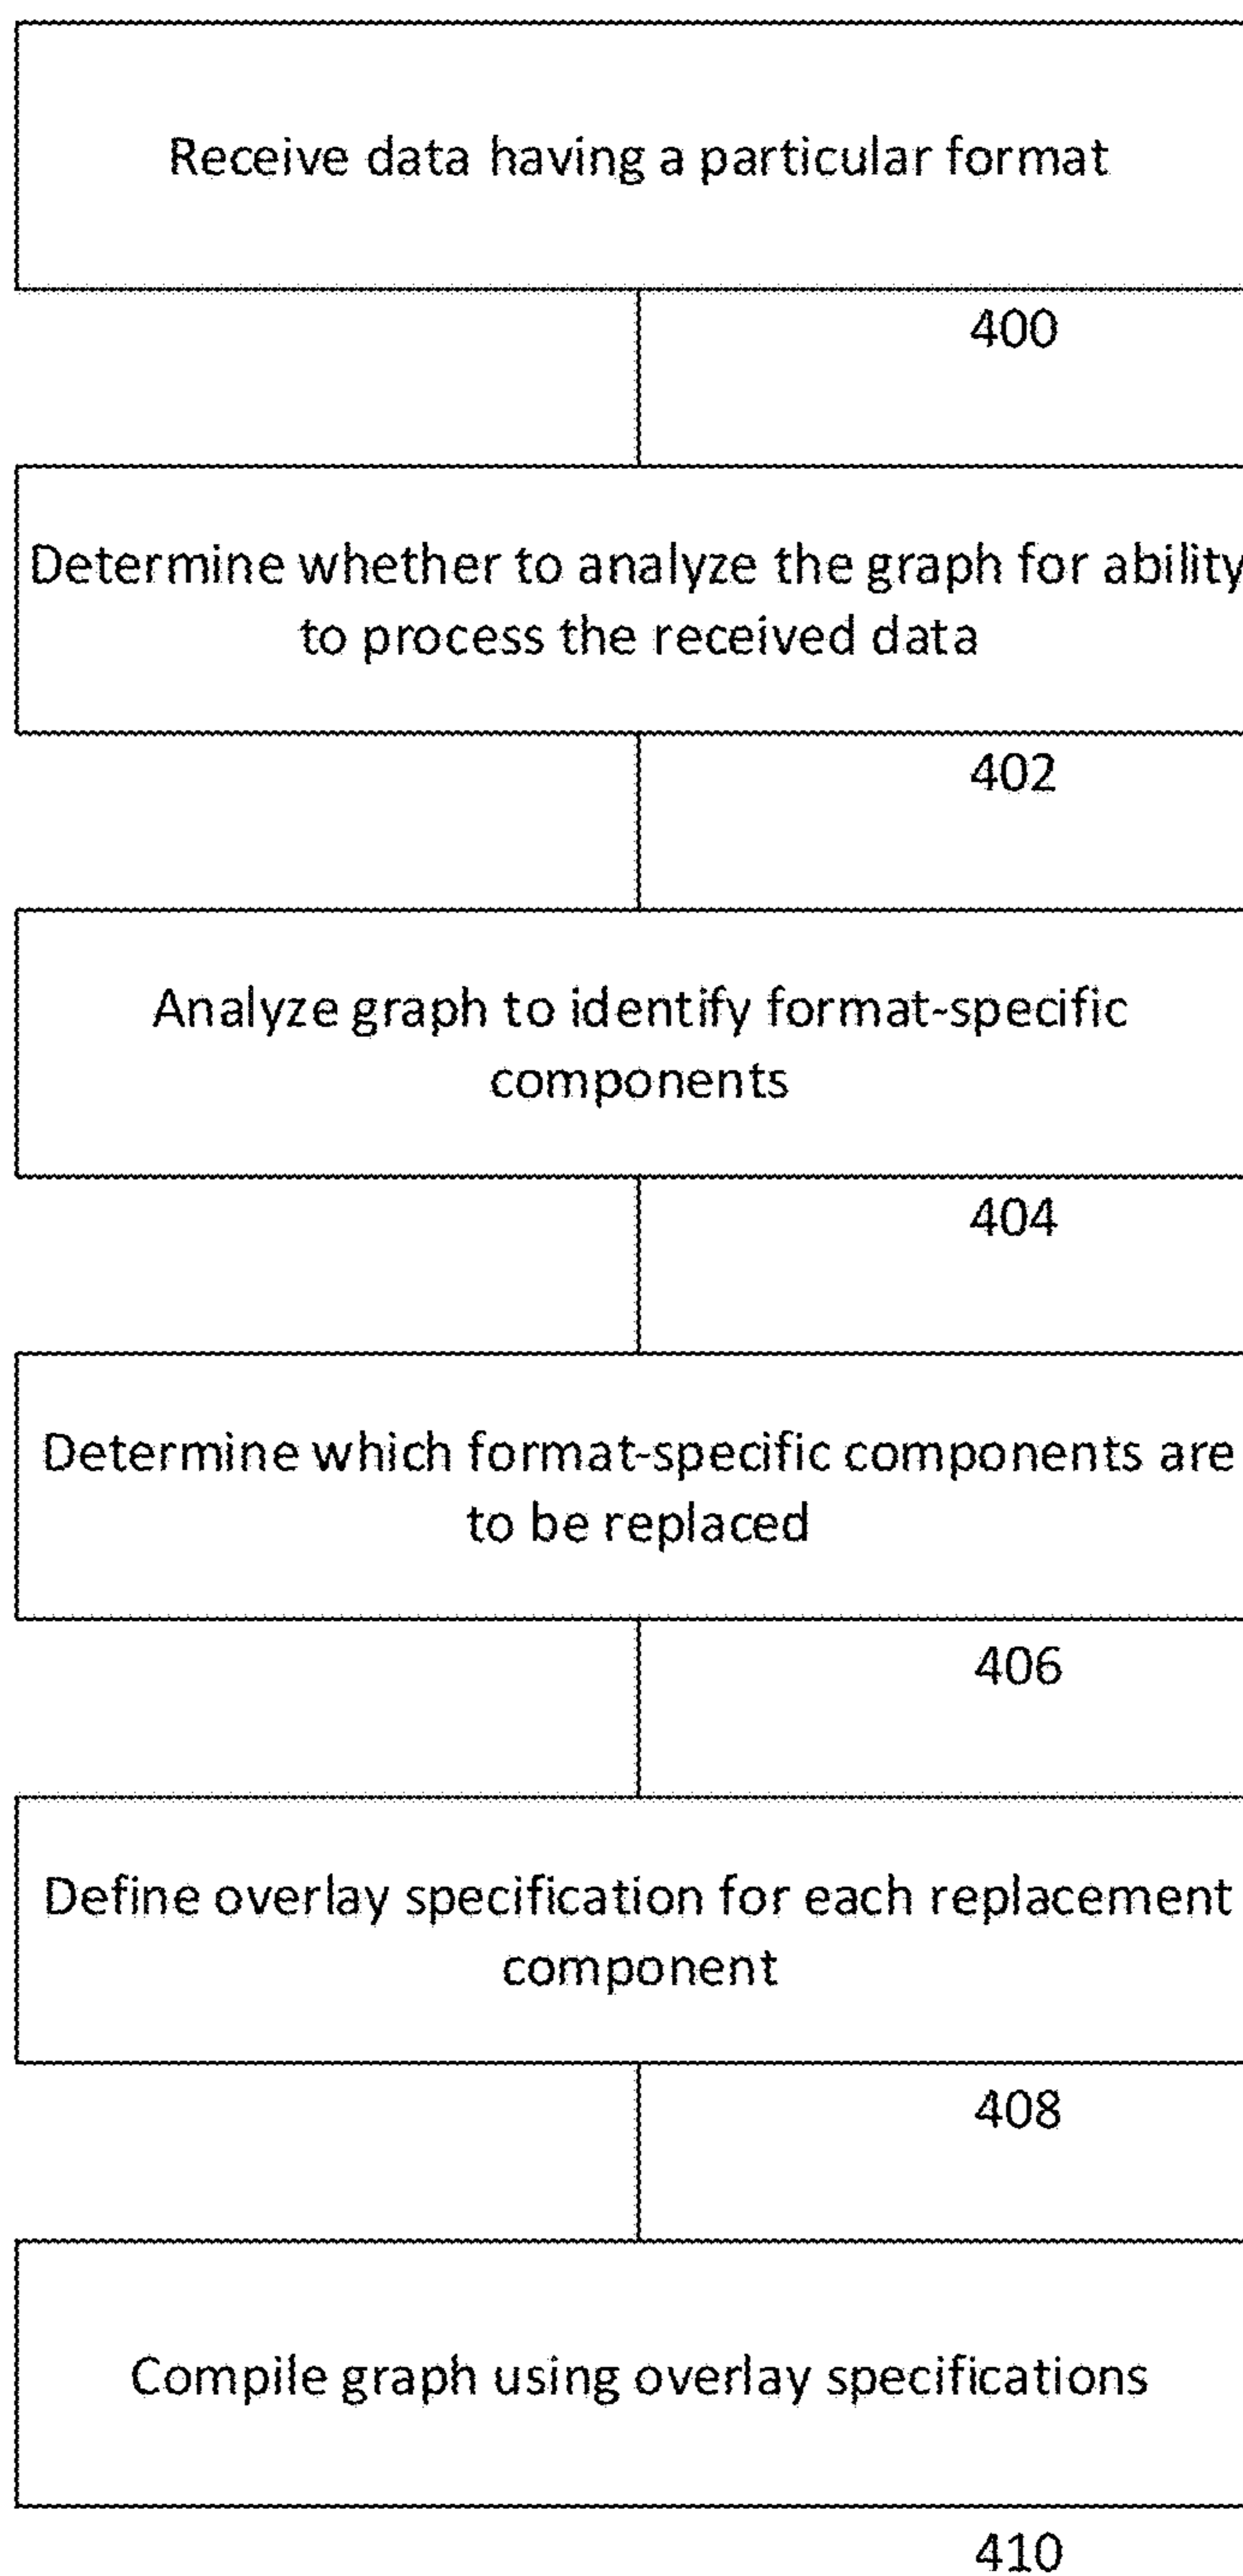 Receive data having a particular format
400
Determine whether to analyze the graph for ability
to process the received data
402
Analyze graph to identify format-specific
components
404
Determine which format-specific components are
to be replaced
406
Define overlay specification for each replacement
component
408
Compile graph using overlay specifications
410